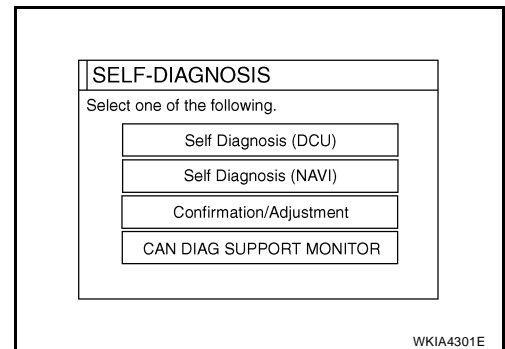 SELF-DIAGNOSIS
Select one of the following.
Self Diagnosis (DCU)
Self Diagnosis (NAVI)
Confirmation/Adjustment
CAN DIAG SUPPORT MONITOR
WKIA4301E